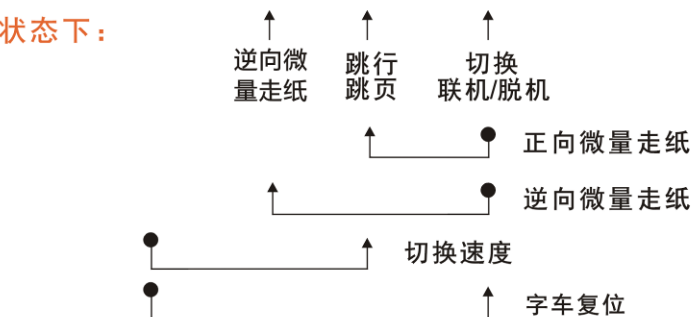 状态下：
逆向微
量走纸
跳行
跳页
切换
联机/脱机
正向微量走纸
逆向微量走纸
切换速度
字车复位